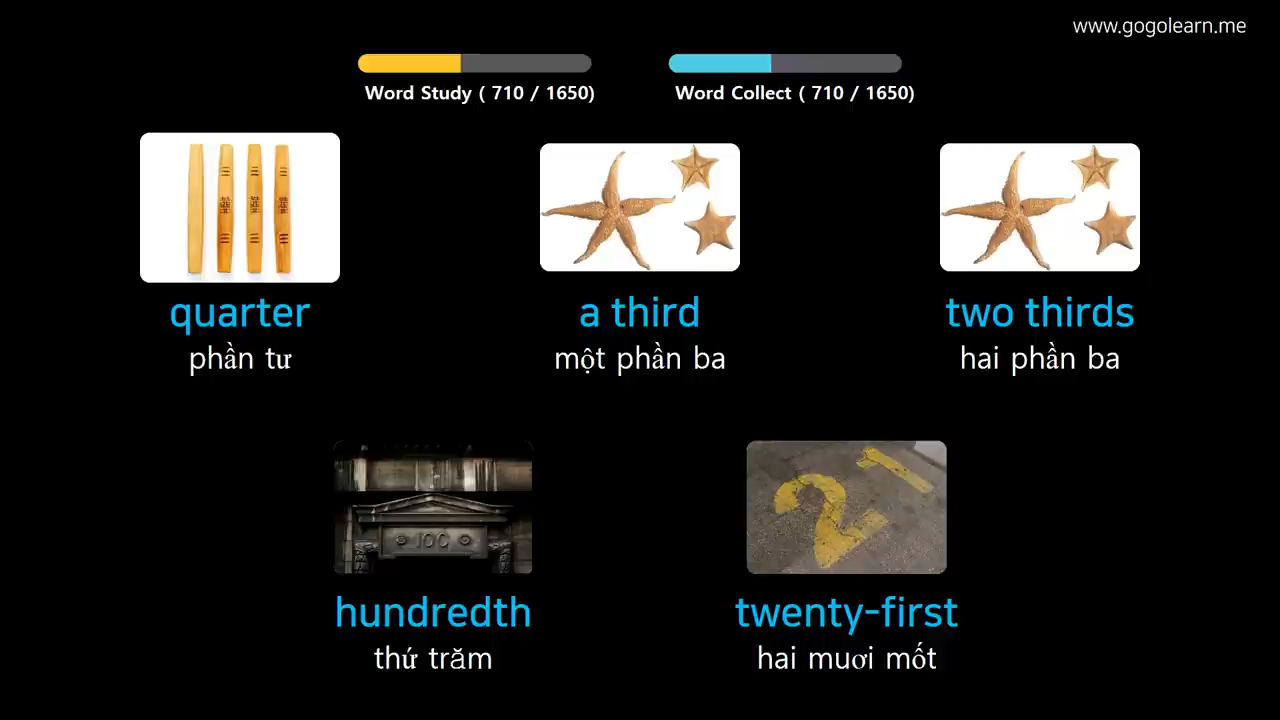 www.gogolearn.me
Word Study ( 710 / 1650)
Word Collect ( 710 / 1650)
quarter
phần tư
a third
một phần ba
two thirds
hai phần ba
100
hundredth
thứ trăm
21
twenty-first
hai mươi mốt